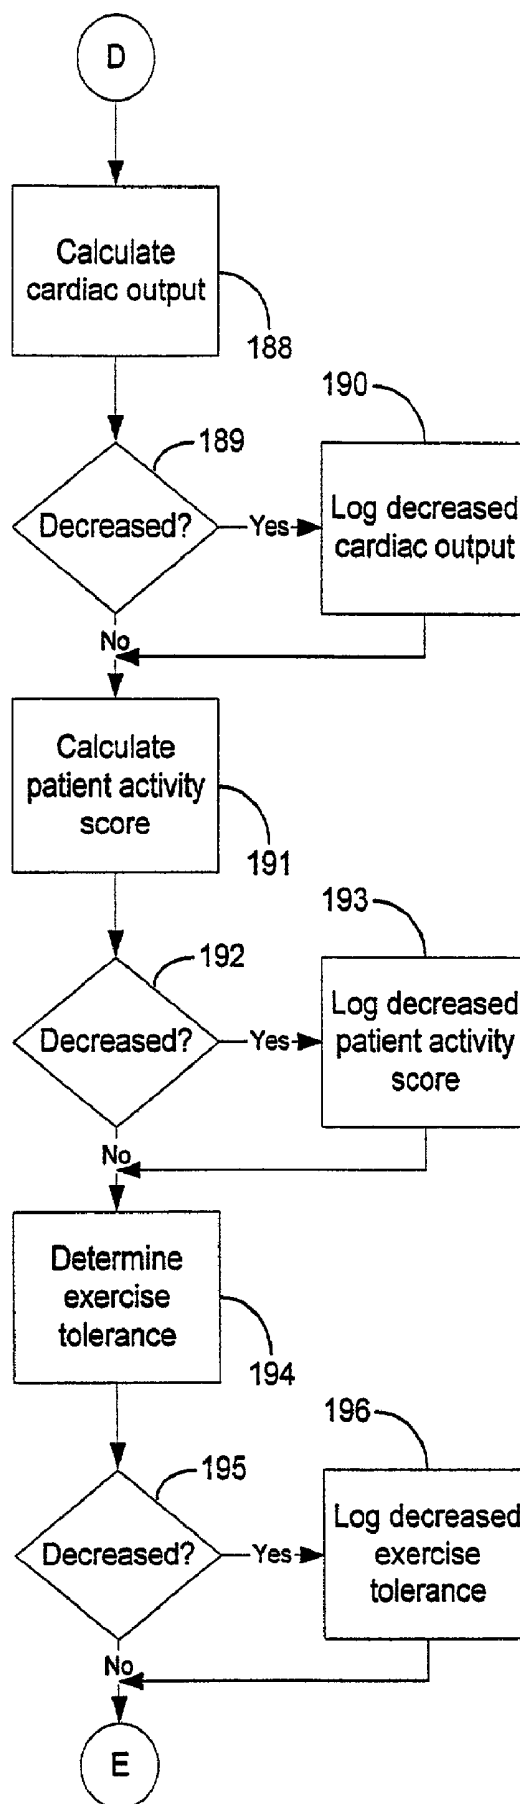 D
Calculate
cardiac output
188
189
190
Decreased?
Yes
Log decreased
cardiac output
No
Calculate
patient activity
score
191
192
193
Decreased?
Yes
Log decreased
patient activity
score
No
Determine
exercise
tolerance
194
195
196
Decreased?
Yes
Log decreased
exercise
tolerance
No
E